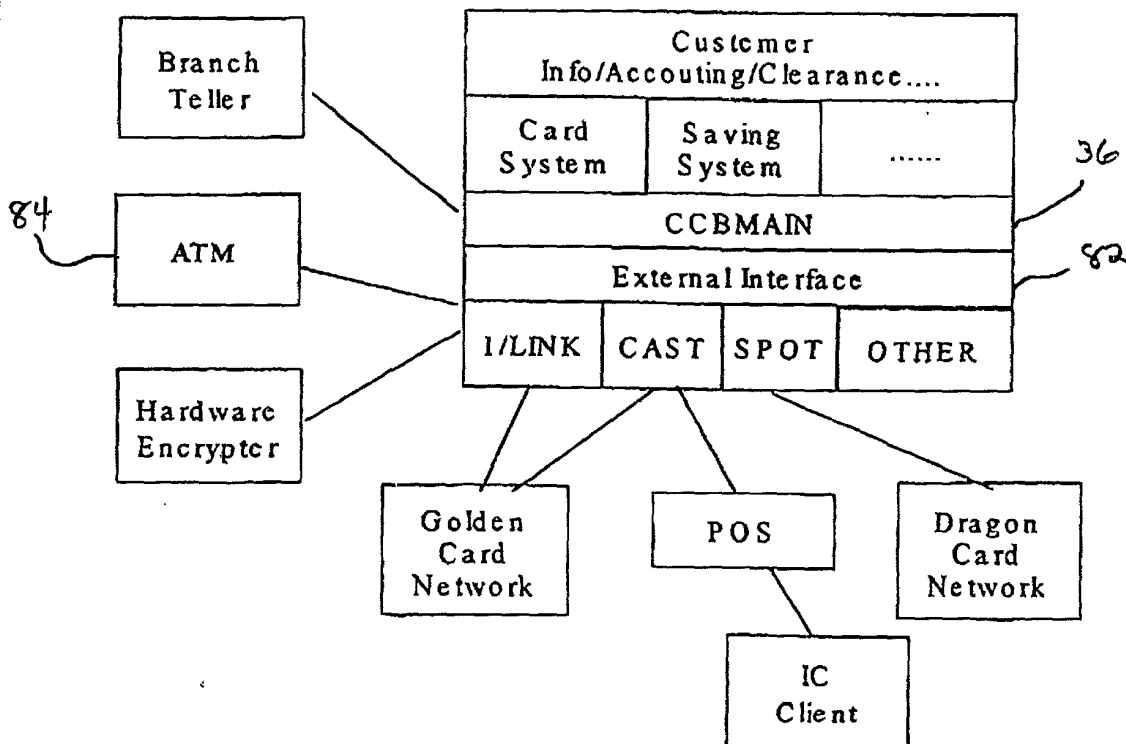 Customer
Info/Accouting/Clearance....
Branch
Teller
Card
System
Saving
System
......
36
CCBMAIN
84
ATM
External Interface
82
1/LINK
CAST
SPOT
OTHER
Hardware
Encrypter
Golden
Card
Network
POS
Dragon
Card
Network
IC
Client